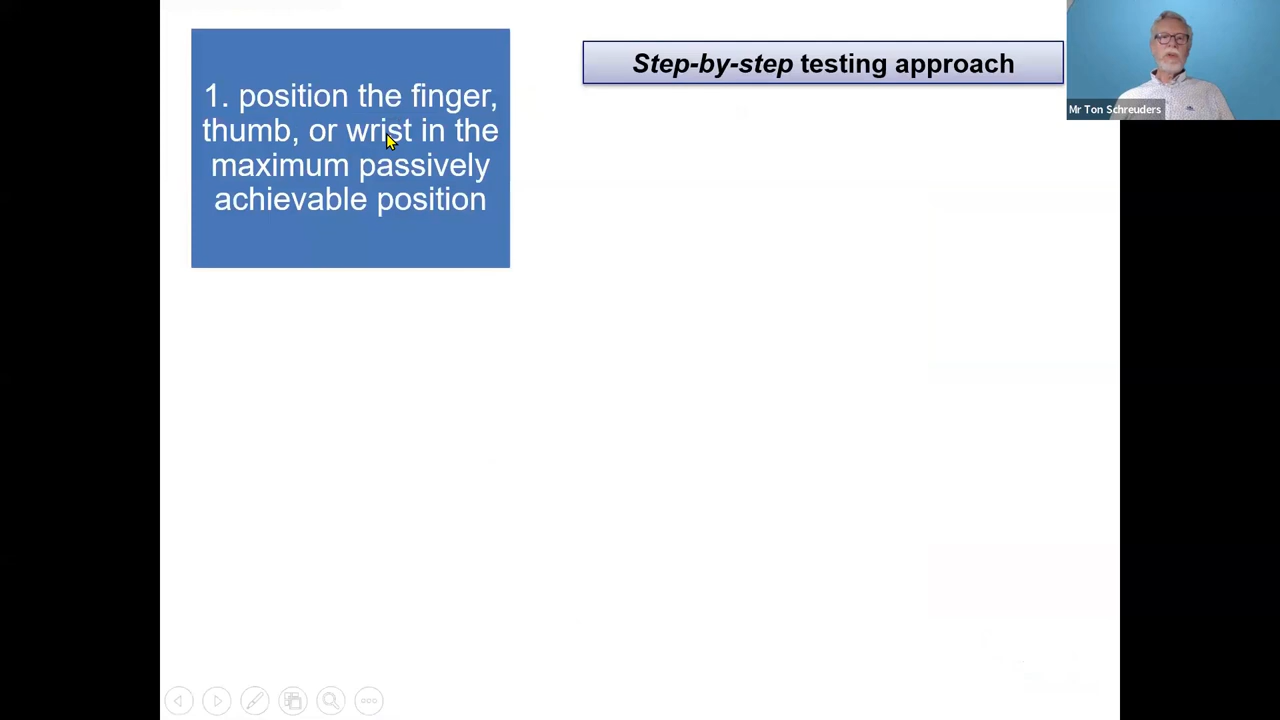 1. position the finger,
thumb, or wrist in the
maximum passively
achievable position
Step-by-step testing approach
Mr Ton Schreuders